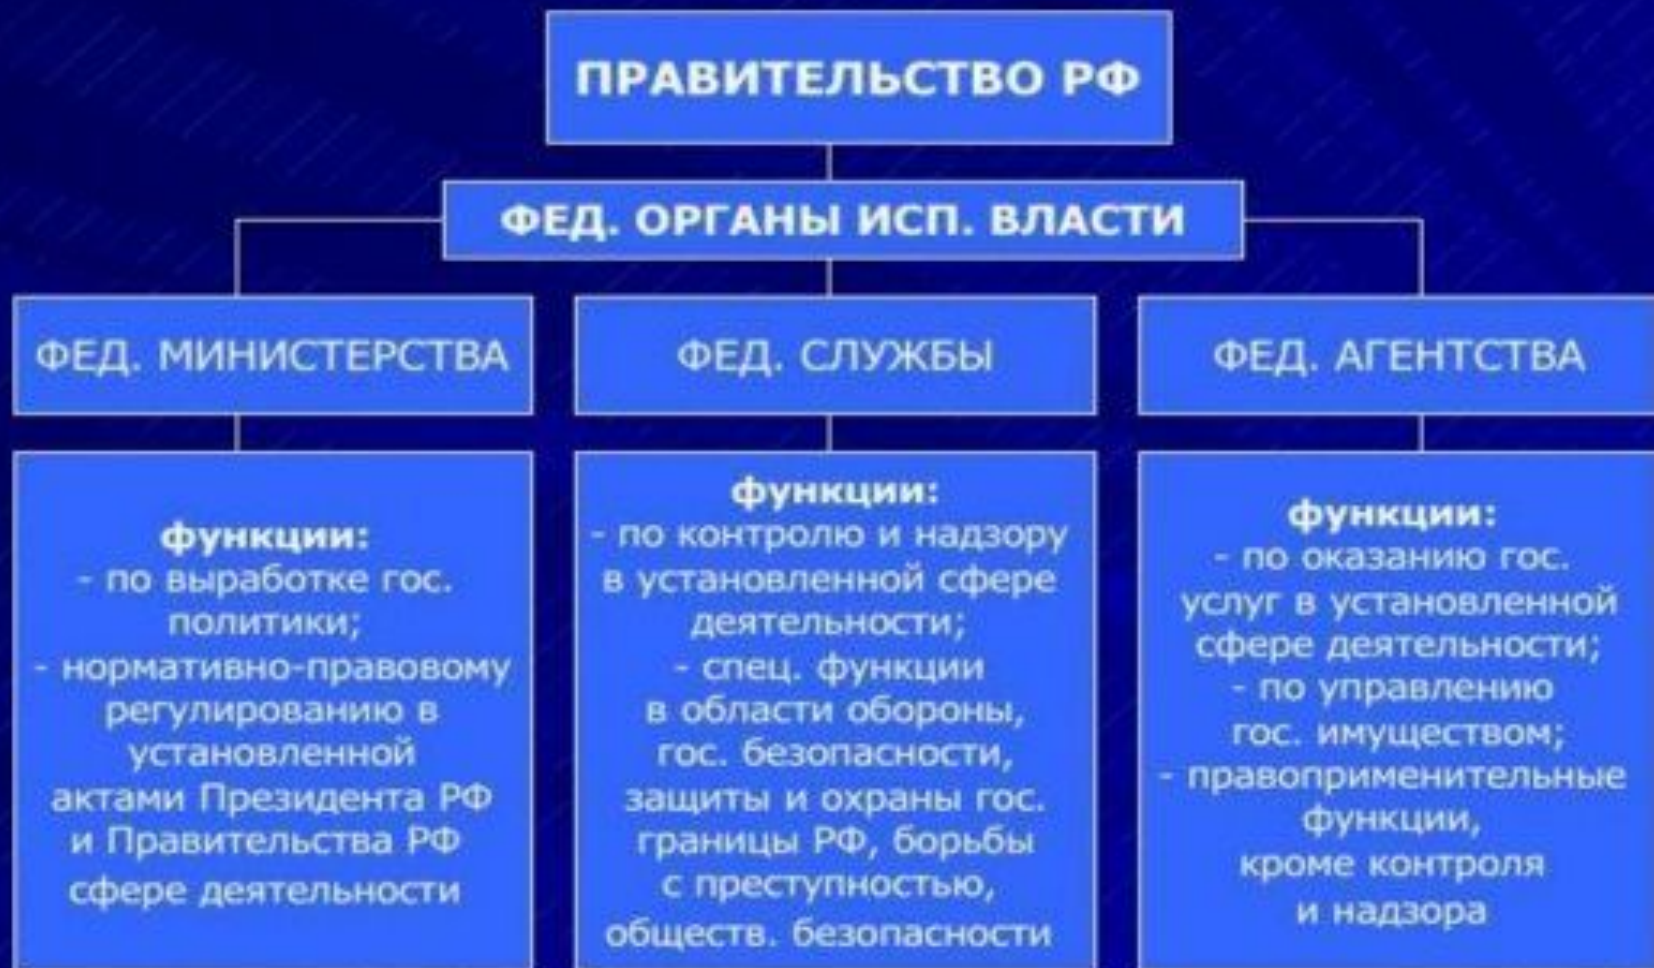 ПРАВИТЕЛЬСТВО РФ
ФЕД. ОРГАНЫ ИСП. ВЛАСТИ
ФЕД. МИНИСТЕРСТВА
функции:
- по выработке гос.
политики;
- нормативно-правовому
регулированию в
установленной
актами Президента РФ
и Правительства РФ
сфере деятельности
ФЕД. СЛУЖБЫ
функции:
- по контролю и надзору
в установленной сфере
деятельности;
- спец. функции
в области обороны,
гос. безопасности,
защиты и охраны гос.
границы РФ, борьбы
с преступностью,
обществ. безопасности
ФЕД. АГЕНТСТВА
функции:
- по оказанию гос.
услуг в установленной
сфере деятельности;
- по управлению
гос. имуществом;
- правоприменительные
функции,
кроме контроля
и надзора